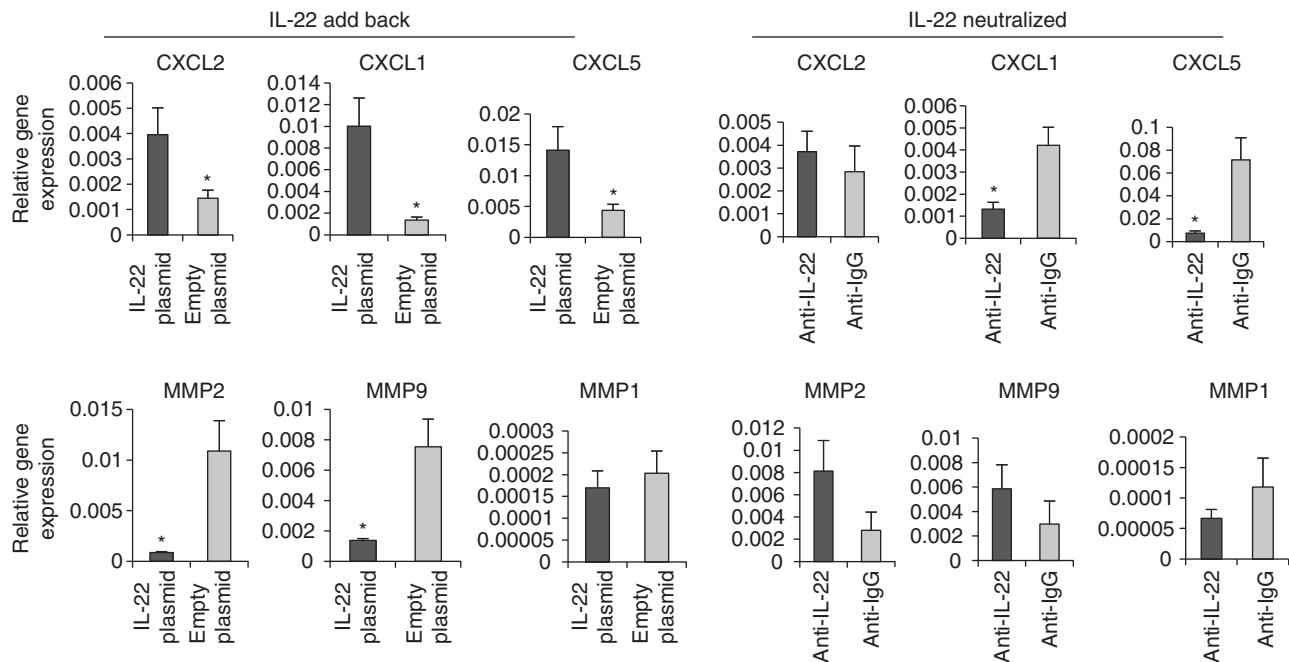 IL-22 add back
IL-22 neutralized
CXCL2
CXCL1
CXCL5
CXCL2
CXCL1
CXCL5
Relative gene
expression
0.006
0.005
0.004
0.003
0.002
0.001
0
IL-22
plasmid
Empty
plasmid
*
0.014
0.012
0.01
0.008
0.006
0.004
0.002
0
IL-22
plasmid
Empty
plasmid
*
0.02
0.015
0.01
0.005
0
IL-22
plasmid
Empty
plasmid
*
0.005
0.004
0.003
0.002
0.001
0
Anti-IL-22
Anti-IgG
0.006
0.005
0.004
0.003
0.002
0.001
0
Anti-IL-22
Anti-IgG
*
0.1
0.08
0.06
0.04
0.02
0
Anti-IL-22
Anti-IgG
*
MMP2
MMP9
MMP1
MMP2
MMP9
MMP1
Relative gene
expression
0.015
0.01
0.005
0
IL-22
plasmid
Empty
plasmid
*
0.01
0.008
0.006
0.004
0.002
0
IL-22
plasmid
Empty
plasmid
*
0.0003
0.00025
0.0002
0.00015
0.0001
0.00005
0
IL-22
plasmid
Empty
plasmid
0.012
0.01
0.008
0.006
0.004
0.002
0
Anti-IL-22
Anti-IgG
0.01
0.008
0.006
0.004
0.002
0
Anti-IL-22
Anti-IgG
0.0002
0.00015
0.0001
0.00005
0
Anti-IL-22
Anti-IgG